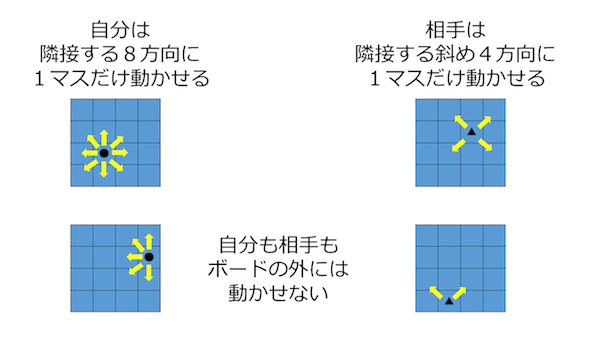 自分は
隣接する８方向に
１マスだけ動かせる
相手は
隣接する斜め４方向に
１マスだけ動かせる
自分も相手も
ボードの外には
動かせない